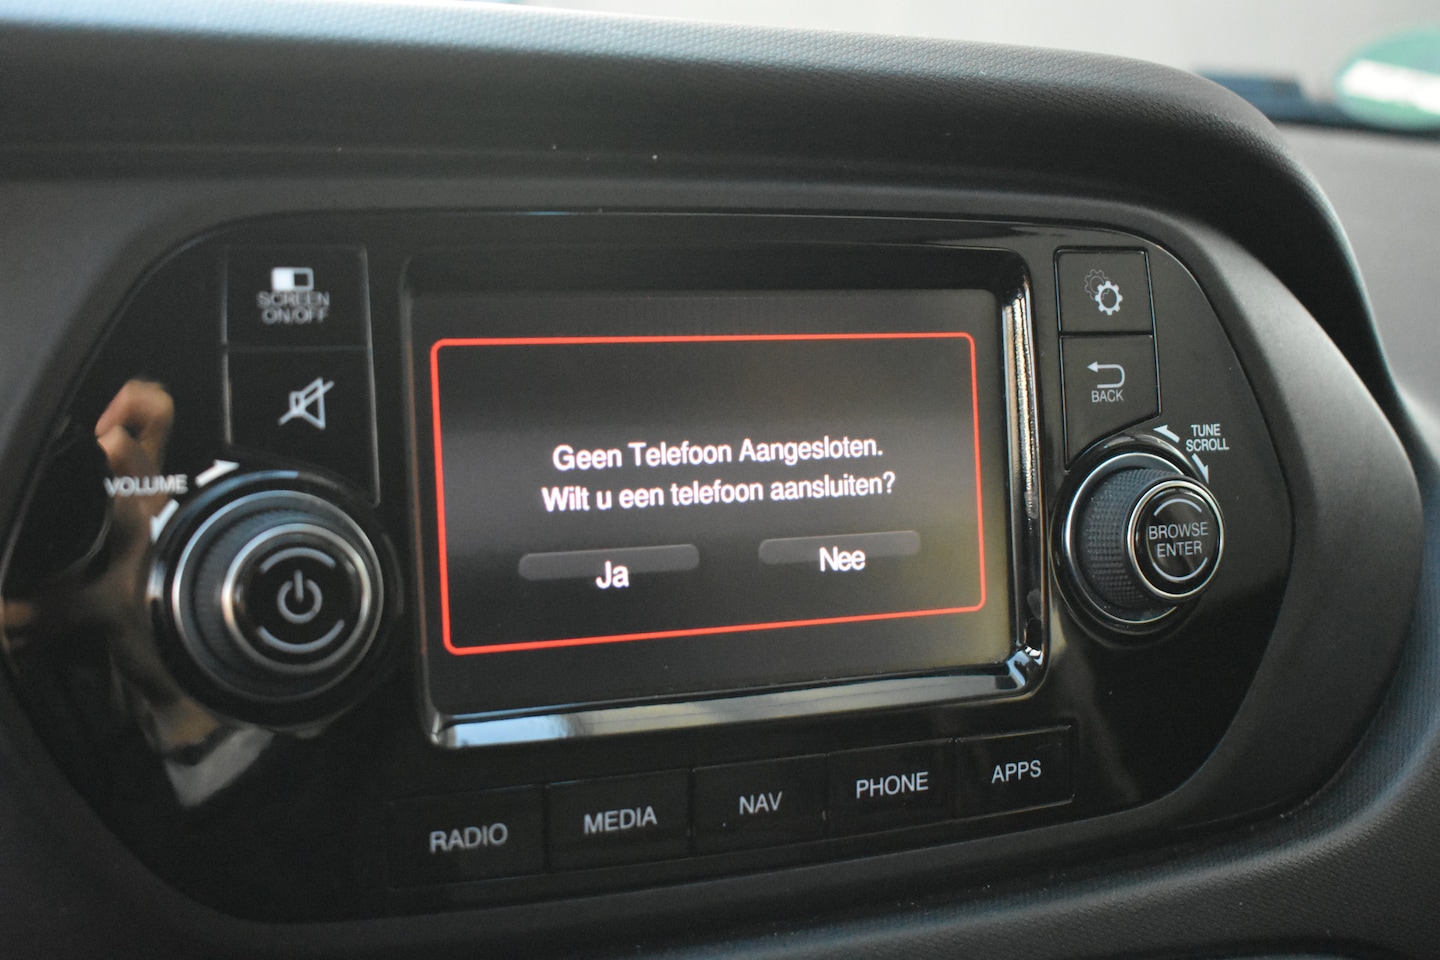 SCREEN
ON/OFF
VOLUME
Geen Telefoon Aangesloten.
Wilt u een telefoon aansluiten?
Ja
Nee
BACK
TUNE
SCROLL
BROWSE
ENTER
RADIO
MEDIA
NAV
PHONE
APPS